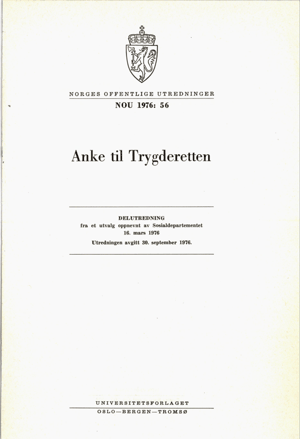 NORGES OFFENTLIGE UTREDNINGER
NOU 1976: 56
Anke til Trygderetten
DELUTREDNING
fra et utvalg oppnevnt av Sosialdepartementet
16. mars 1976
Utredningen avgitt 30. september 1976.
UNIVERSITETSFORLAGET
OSLO—BERGEN—TROMSØ